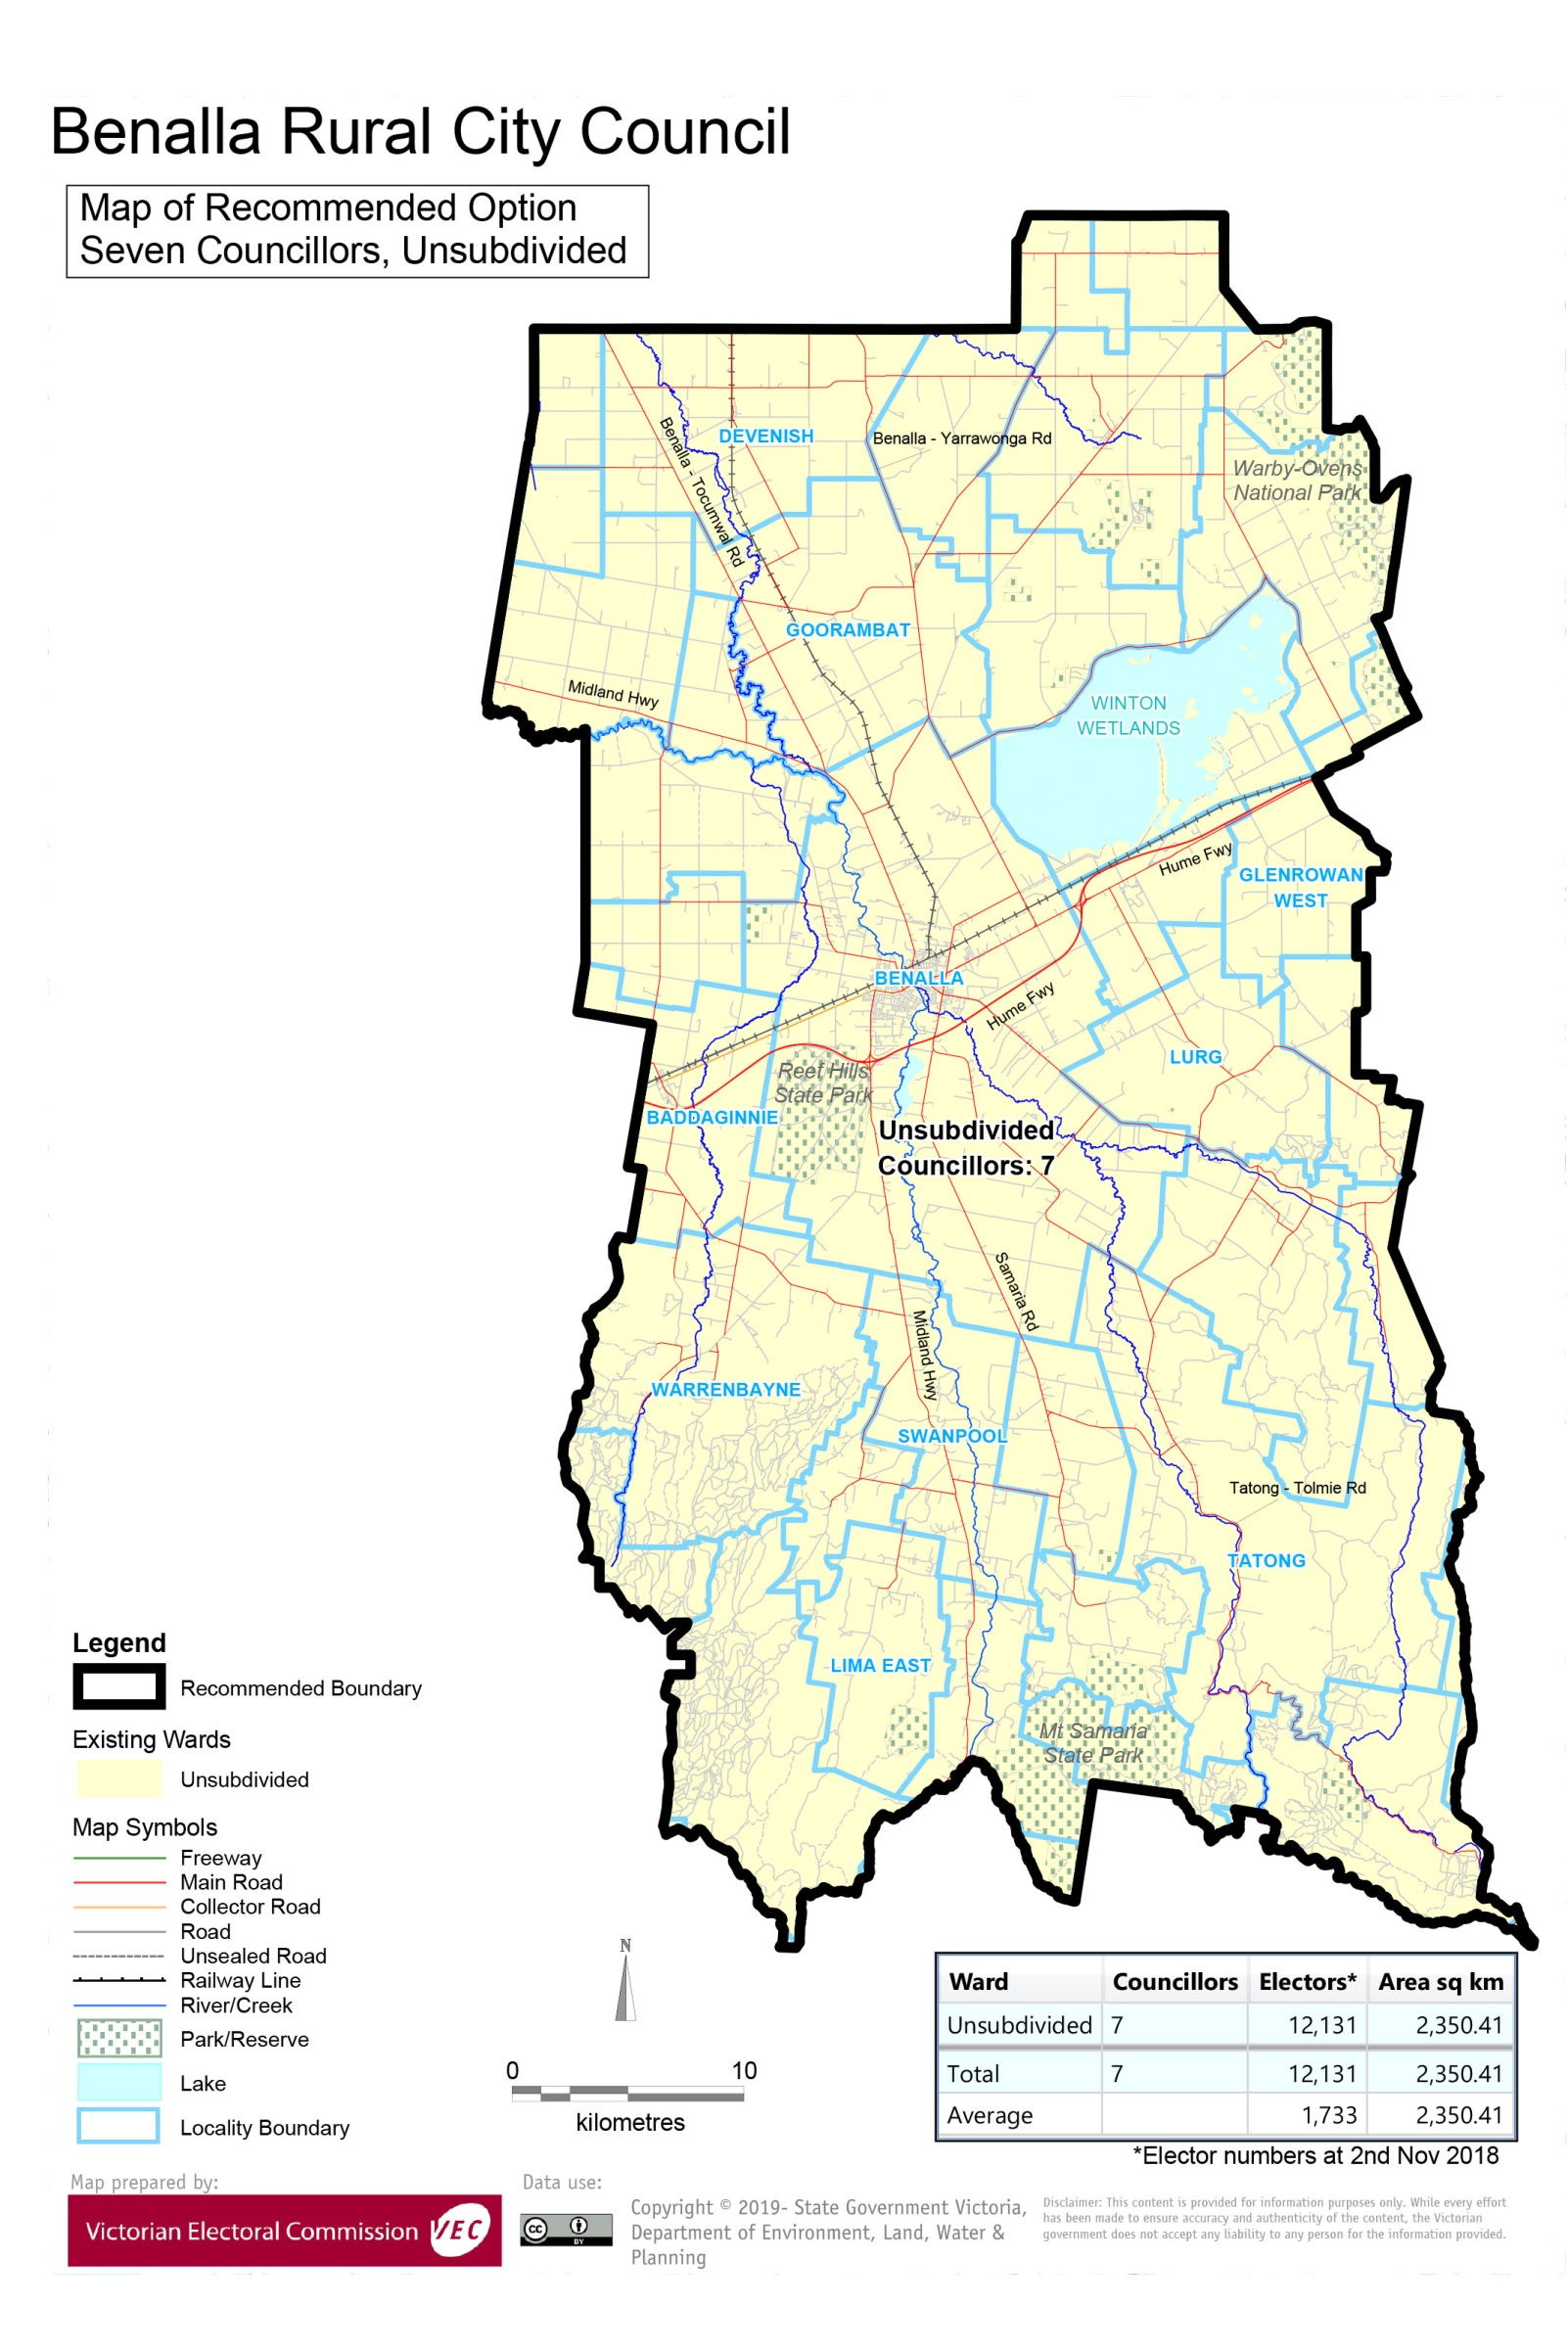 Benalla Rural City Council
Map of Recommended Option
Seven Councillors, Unsubdivided
DEVENISH
Benalla - Yarrawonga Rd
Benalla - Tocumwal Rd
Warby-Ovens
National Park
GOORAMBAT
Midland Hwy
WINTON
WETLANDS
Hume Fwy
GLENROWAN
WEST
BENALLA
Hume Fwy
LURG
Reef Hills
State Park
BADDAGINNIE
Unsubdivided
Councillors: 7
Samaria Rd
Midland Hwy
WARRENBAYNE
SWANPOOL
Tatong - Tolmie Rd
TATONG
LIMA EAST
Mt Samaria
State Park
Legend
Recommended Boundary
Existing Wards
Unsubdivided
Map Symbols
Freeway
Main Road
Collector Road
Road
Unsealed Road
Railway Line
River/Creek
Park/Reserve
Lake
Locality Boundary
N
0 10
kilometres
Ward Councillors Electors* Area sq km
Unsubdivided 7 12,131 2,350.41
Total 7 12,131 2,350.41
Average 1,733 2,350.41
*Elector numbers at 2nd Nov 2018
Map prepared by:
Victorian Electoral Commission VEC
Data use:
cc BY
Copyright © 2019- State Government Victoria,
Department of Environment, Land, Water &
Planning
Disclaimer: This content is provided for information purposes only. While every effort
has been made to ensure accuracy and authenticity of the content, the Victorian
government does not accept any liability to any person for the information provided.